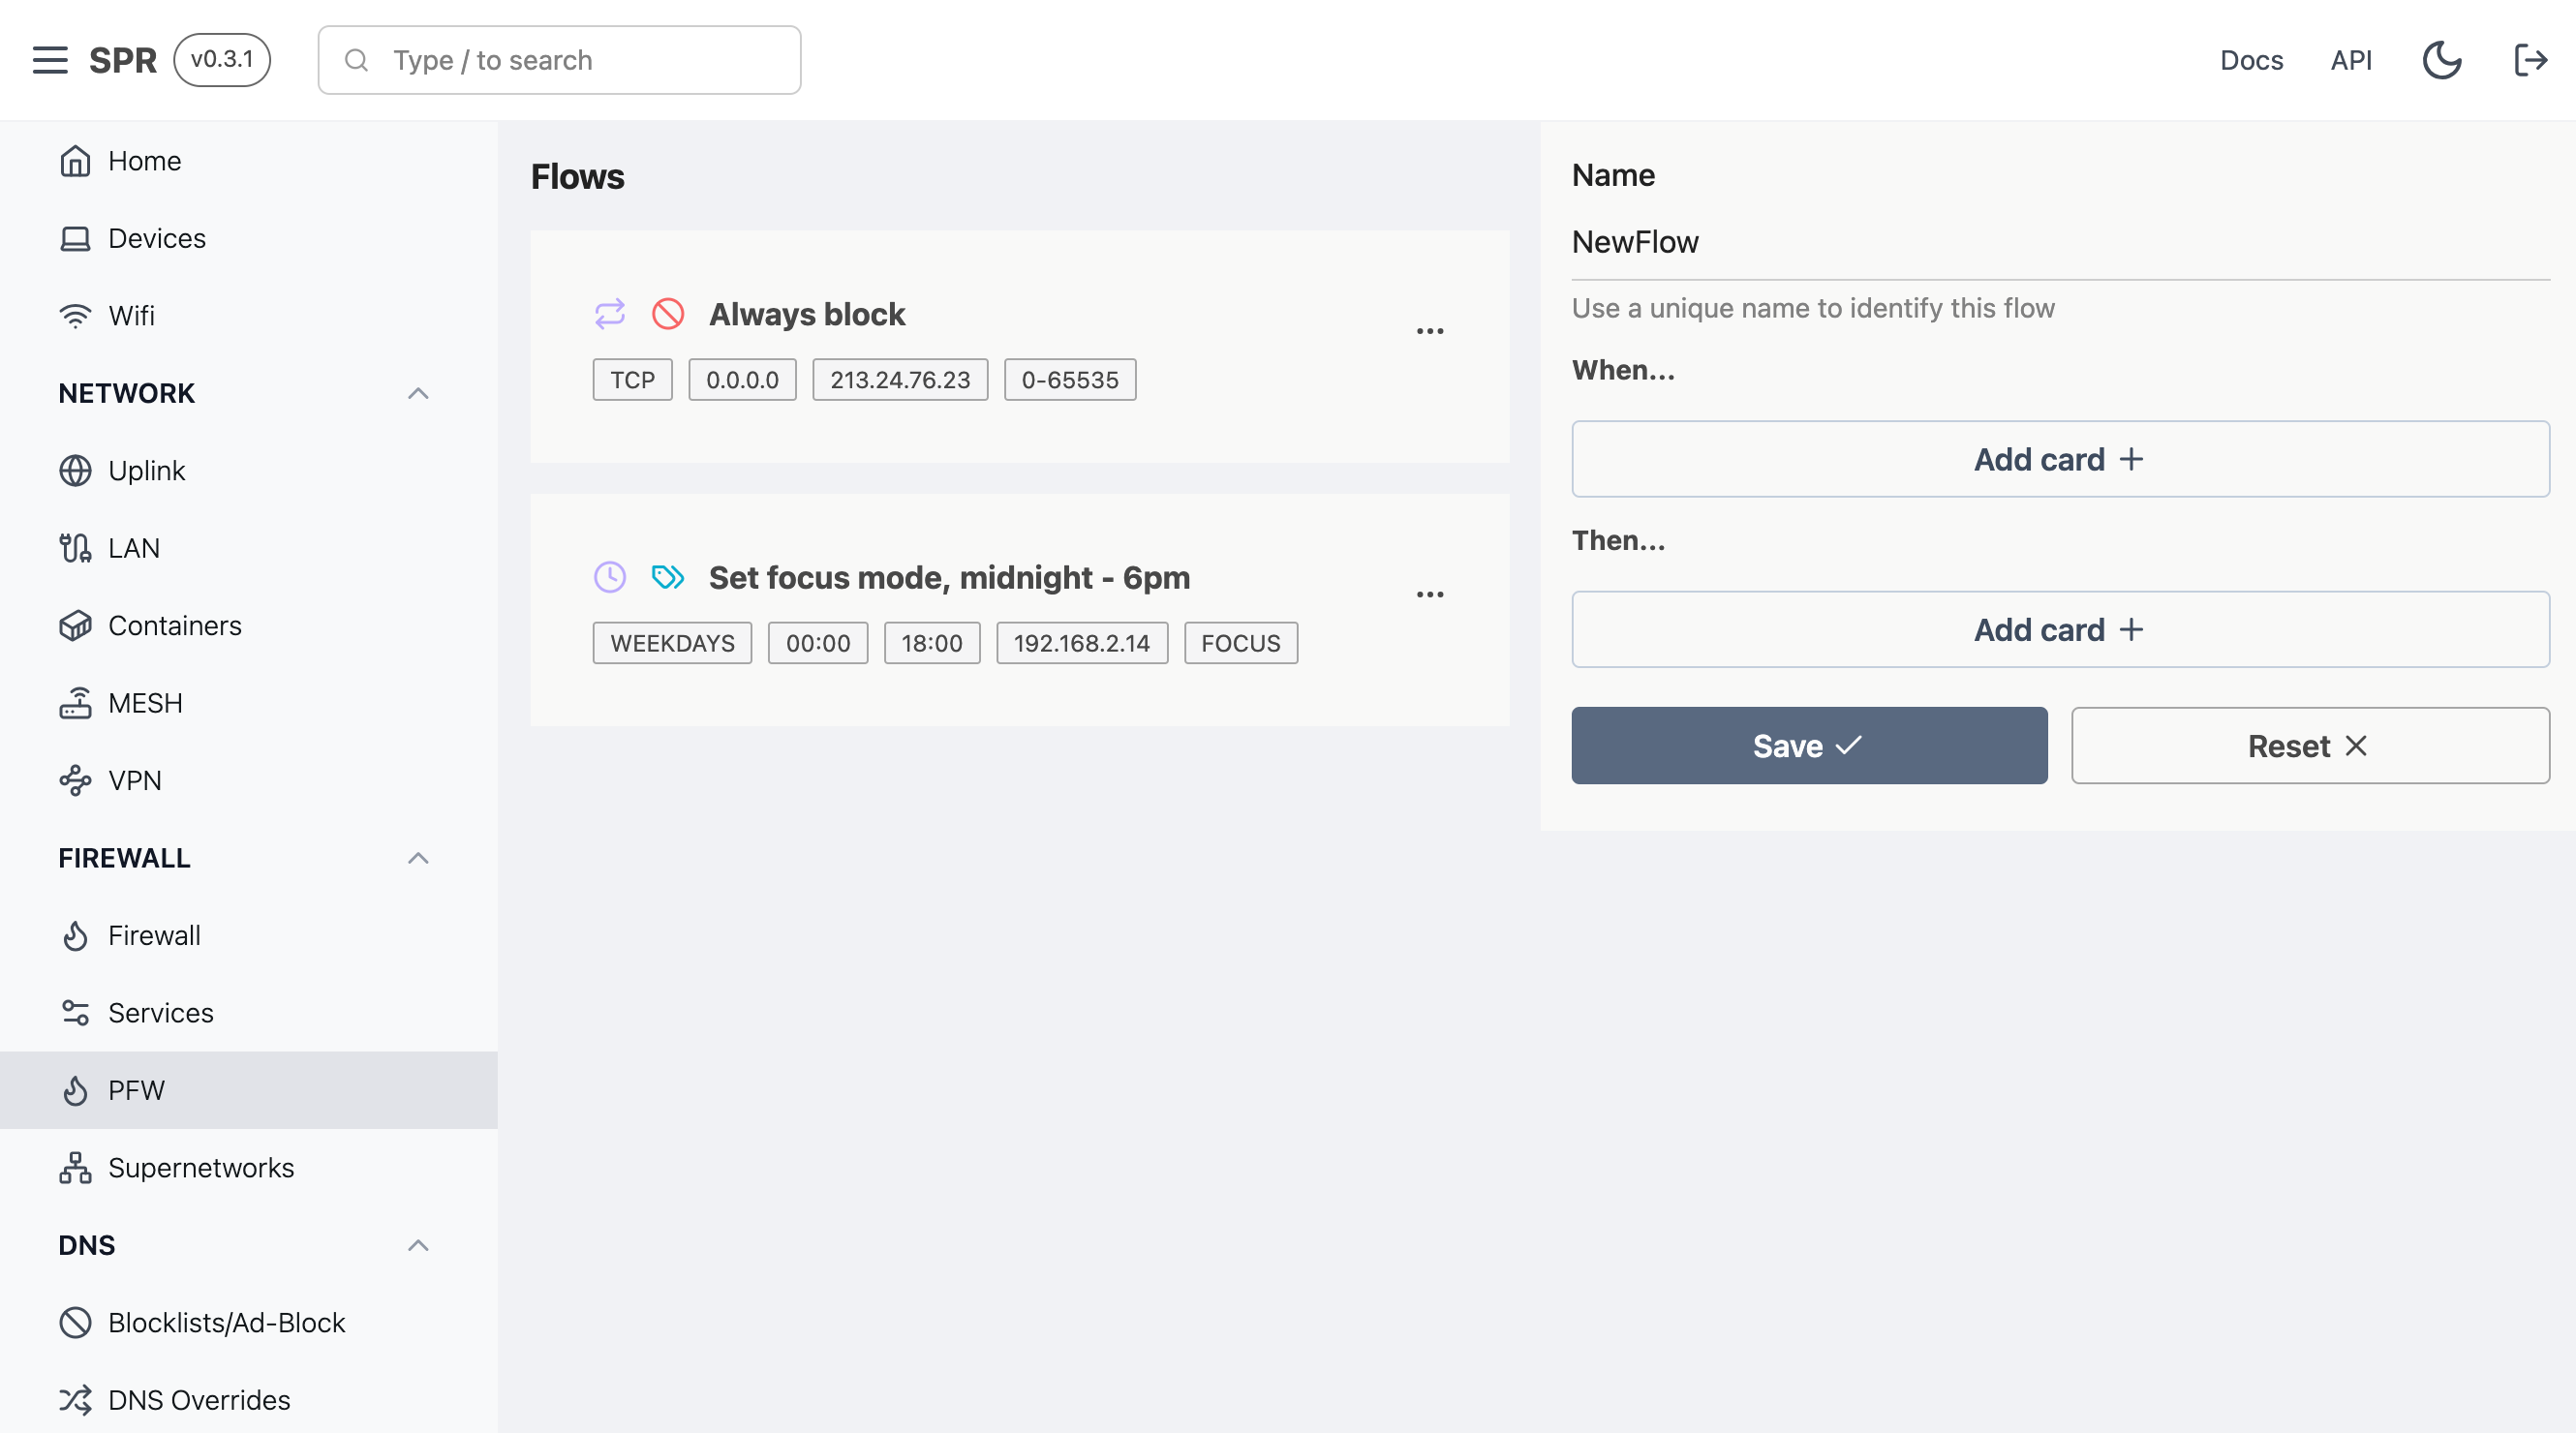 SPR v0.3.1 Type / to search Docs API
Home
Devices
Wifi
NETWORK
Uplink
LAN
Containers
MESH
VPN
FIREWALL
Firewall
Services
PFW
Supernetworks
DNS
Blocklists/Ad-Block
DNS Overrides
Flows
Always block
TCP 0.0.0.0 213.24.76.23 0-65535
Set focus mode, midnight - 6pm
WEEKDAYS 00:00 18:00 192.168.2.14 FOCUS
Name
NewFlow
Use a unique name to identify this flow
When...
Add card +
Then...
Add card +
Save Reset